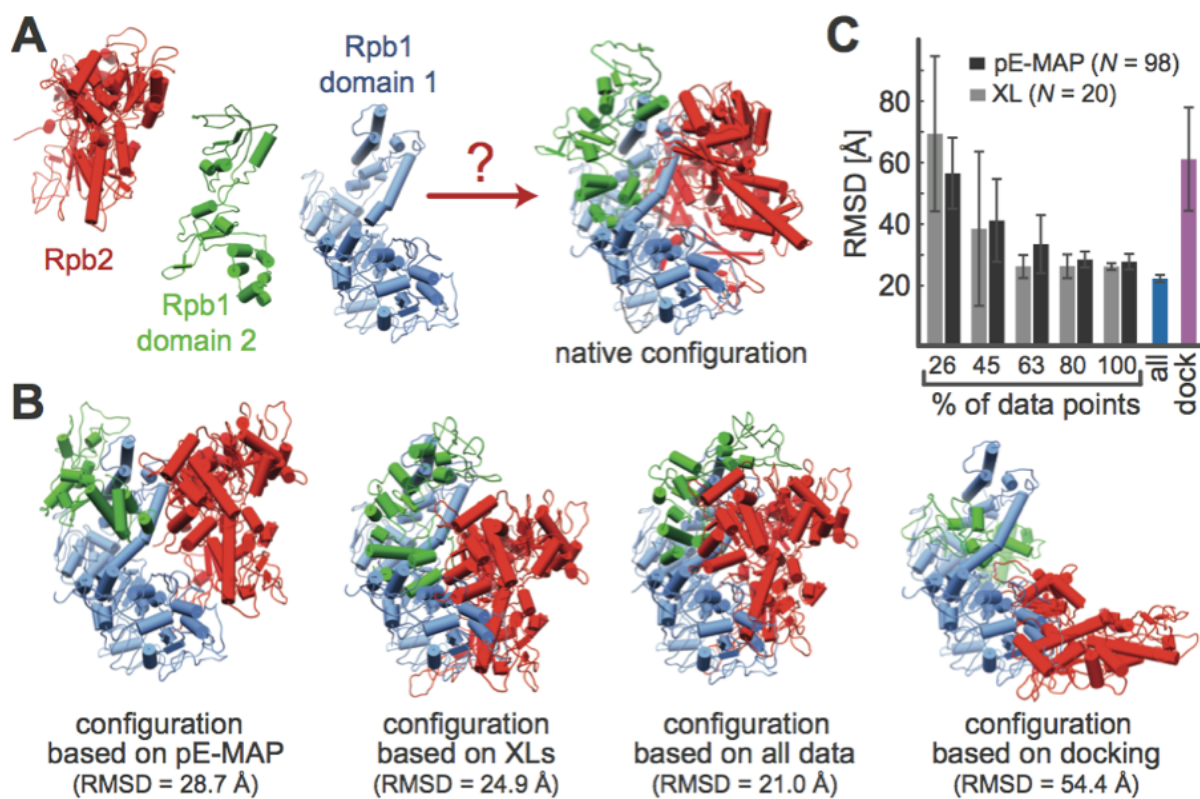 A
Rpb2
Rpb1
domain 2
Rpb1
domain 1
?
native configuration
C
RMSD [Å]
80
60
40
20
pE-MAP (N = 98)
XL (N = 20)
26 45 63 80 100
% of data points
all
dock
B
configuration
based on pE-MAP
(RMSD = 28.7 Å)
configuration
based on XLs
(RMSD = 24.9 Å)
configuration
based on all data
(RMSD = 21.0 Å)
configuration
based on docking
(RMSD = 54.4 Å)